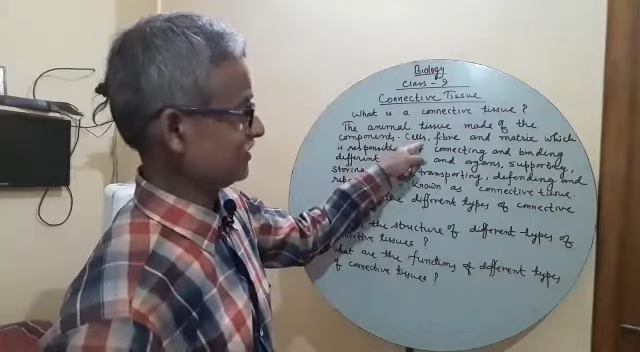 Biology
Class - 9
Connective Tissue
What is a connective tissue?
The animal tissue made of the
components - Cells, fibre and matrix which
is responsible connecting and binding
different and organs, supporting,
storing transporting, defending and
known as connective tissue.
the different types of connective
the structure of different types of
tissues?
are the functions of different types
of connective tissues?